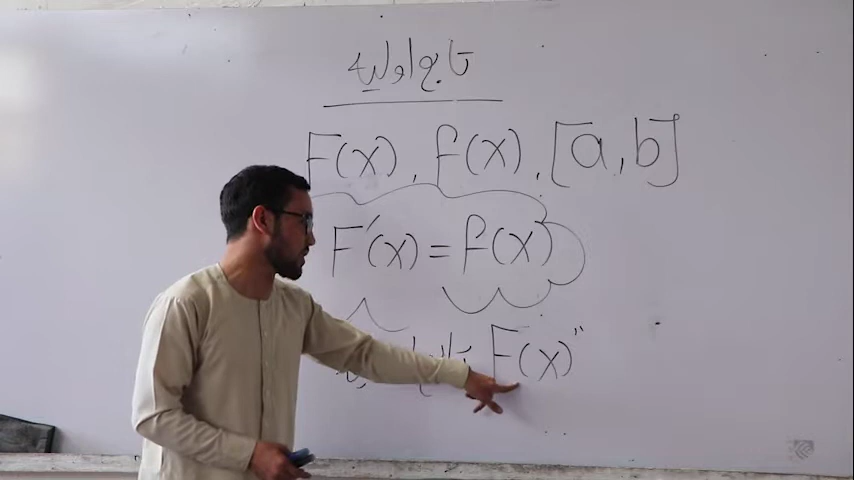 تابع اولیه
F(x), f(x), [a,b]
F'(x) = f(x)
F(x)"